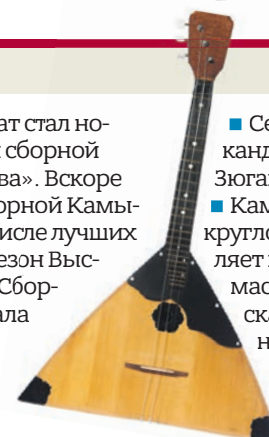 ат стал но-
сборной
ва». Вскоре
орной Камы-
исле лучших
езон Выс-
Сбор-
ала
■ Се
канд
Зюга
■ Кам
кругло
ляет
мас
ска
н